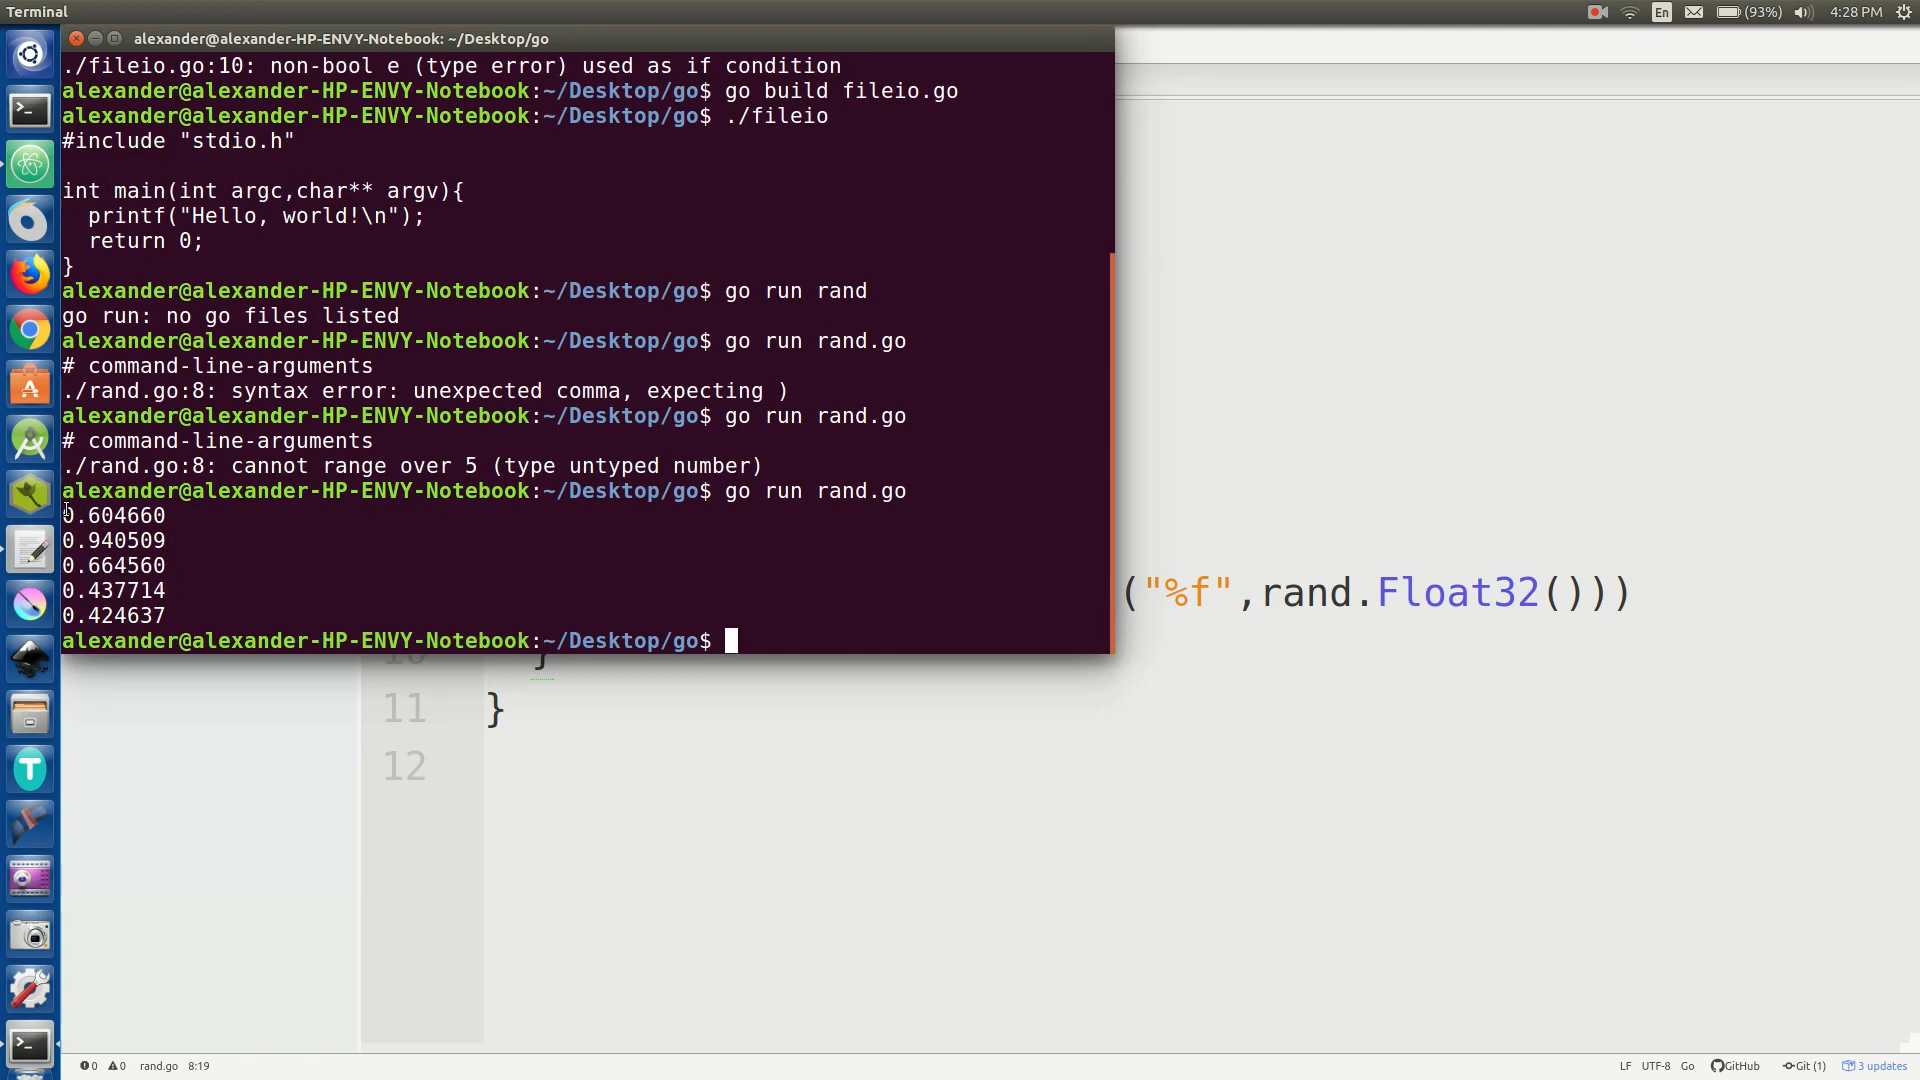 Terminal
En
(93%)
4:28 PM
alexander@alexander-HP-ENVY-Notebook: ~/Desktop/go
./fileio.go:10: non-bool e (type error) used as if condition
alexander@alexander-HP-ENVY-Notebook:~/Desktop/go$ go build fileio.go
alexander@alexander-HP-ENVY-Notebook:~/Desktop/go$ ./fileio
#include "stdio.h"
int main(int argc,char** argv){
  printf("Hello, world!\n");
  return 0;
}
alexander@alexander-HP-ENVY-Notebook:~/Desktop/go$ go run rand
go run: no go files listed
alexander@alexander-HP-ENVY-Notebook:~/Desktop/go$ go run rand.go
# command-line-arguments
./rand.go:8: syntax error: unexpected comma, expecting )
alexander@alexander-HP-ENVY-Notebook:~/Desktop/go$ go run rand.go
# command-line-arguments
./rand.go:8: cannot range over 5 (type untyped number)
alexander@alexander-HP-ENVY-Notebook:~/Desktop/go$ go run rand.go
0.604660
0.940509
0.664560
0.437714
0.424637
alexander@alexander-HP-ENVY-Notebook:~/Desktop/go$
("%f",rand.Float32()))
10 }
11 }
12
0 0 rand.go 8:19
LF UTF-8 Go GitHub Git (1) 3 updates